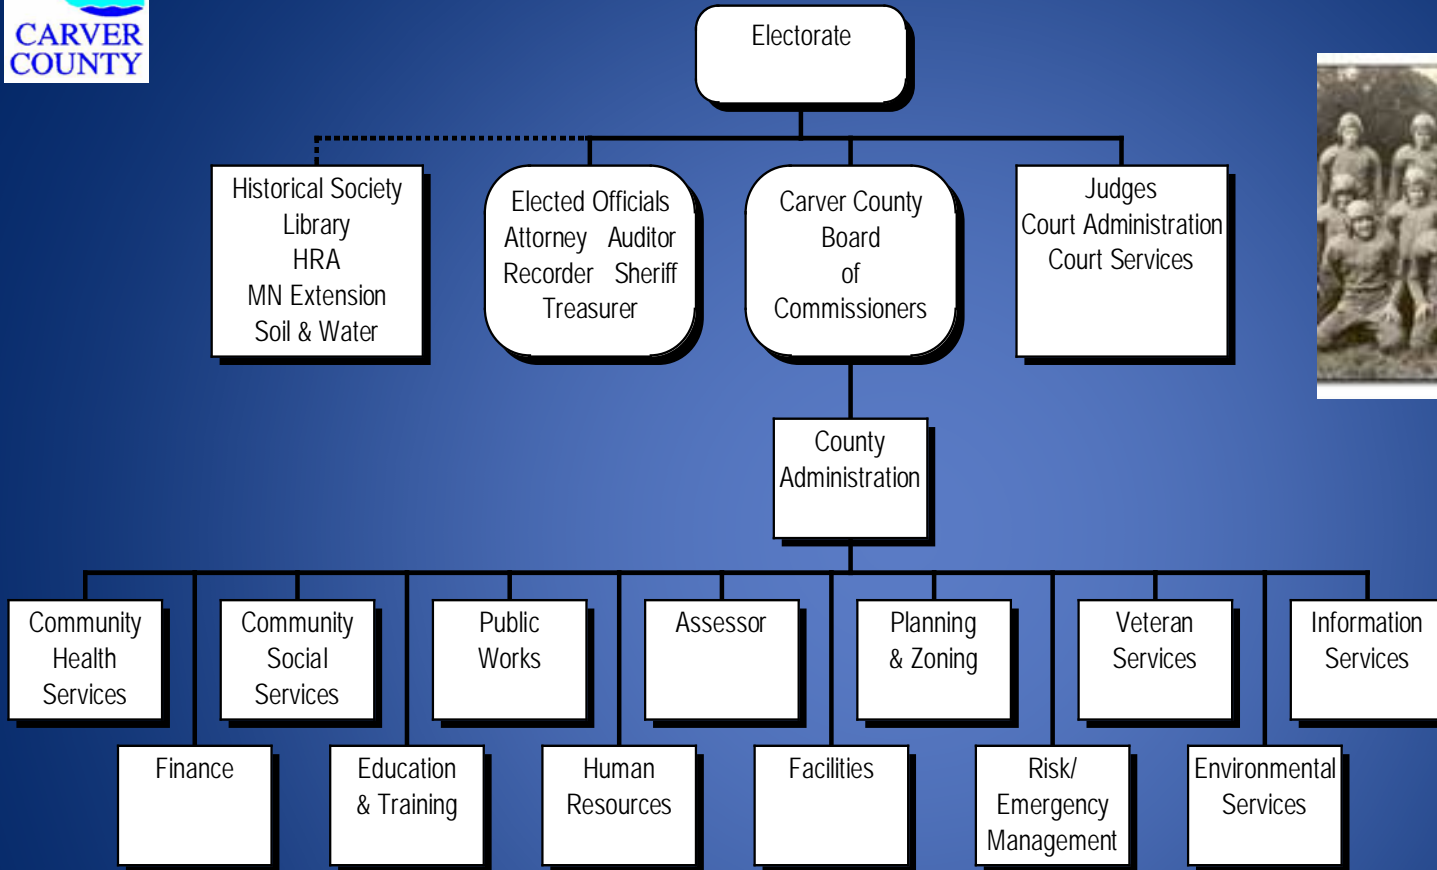 CARVER
COUNTY
Electorate
Historical Society
Library
HRA
MN Extension
Soil & Water
Elected Officials
Attorney Auditor
Recorder Sheriff
Treasurer
Carver County
Board
of
Commissioners
Judges
Court Administration
Court Services
County
Administration
Community
Health
Services
Community
Social
Services
Public
Works
Assessor
Planning
& Zoning
Veteran
Services
Information
Services
Finance
Education
& Training
Human
Resources
Facilities
Risk/
Emergency
Management
Environmental
Services